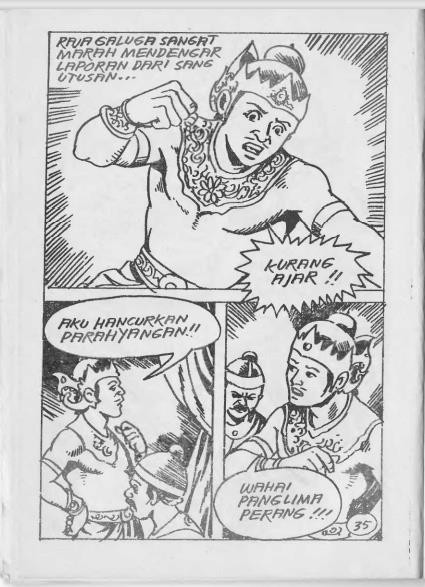 RAJA GALUGA SANGAT
MARAH MENDENGAR
LAPORAN DARI SANG
UTUSAN...
KURANG
AJAR !!
AKU HANCURKAN
PARAHYANGAN!!
WAHAI
PANGLIMA
PERANG !!!
35